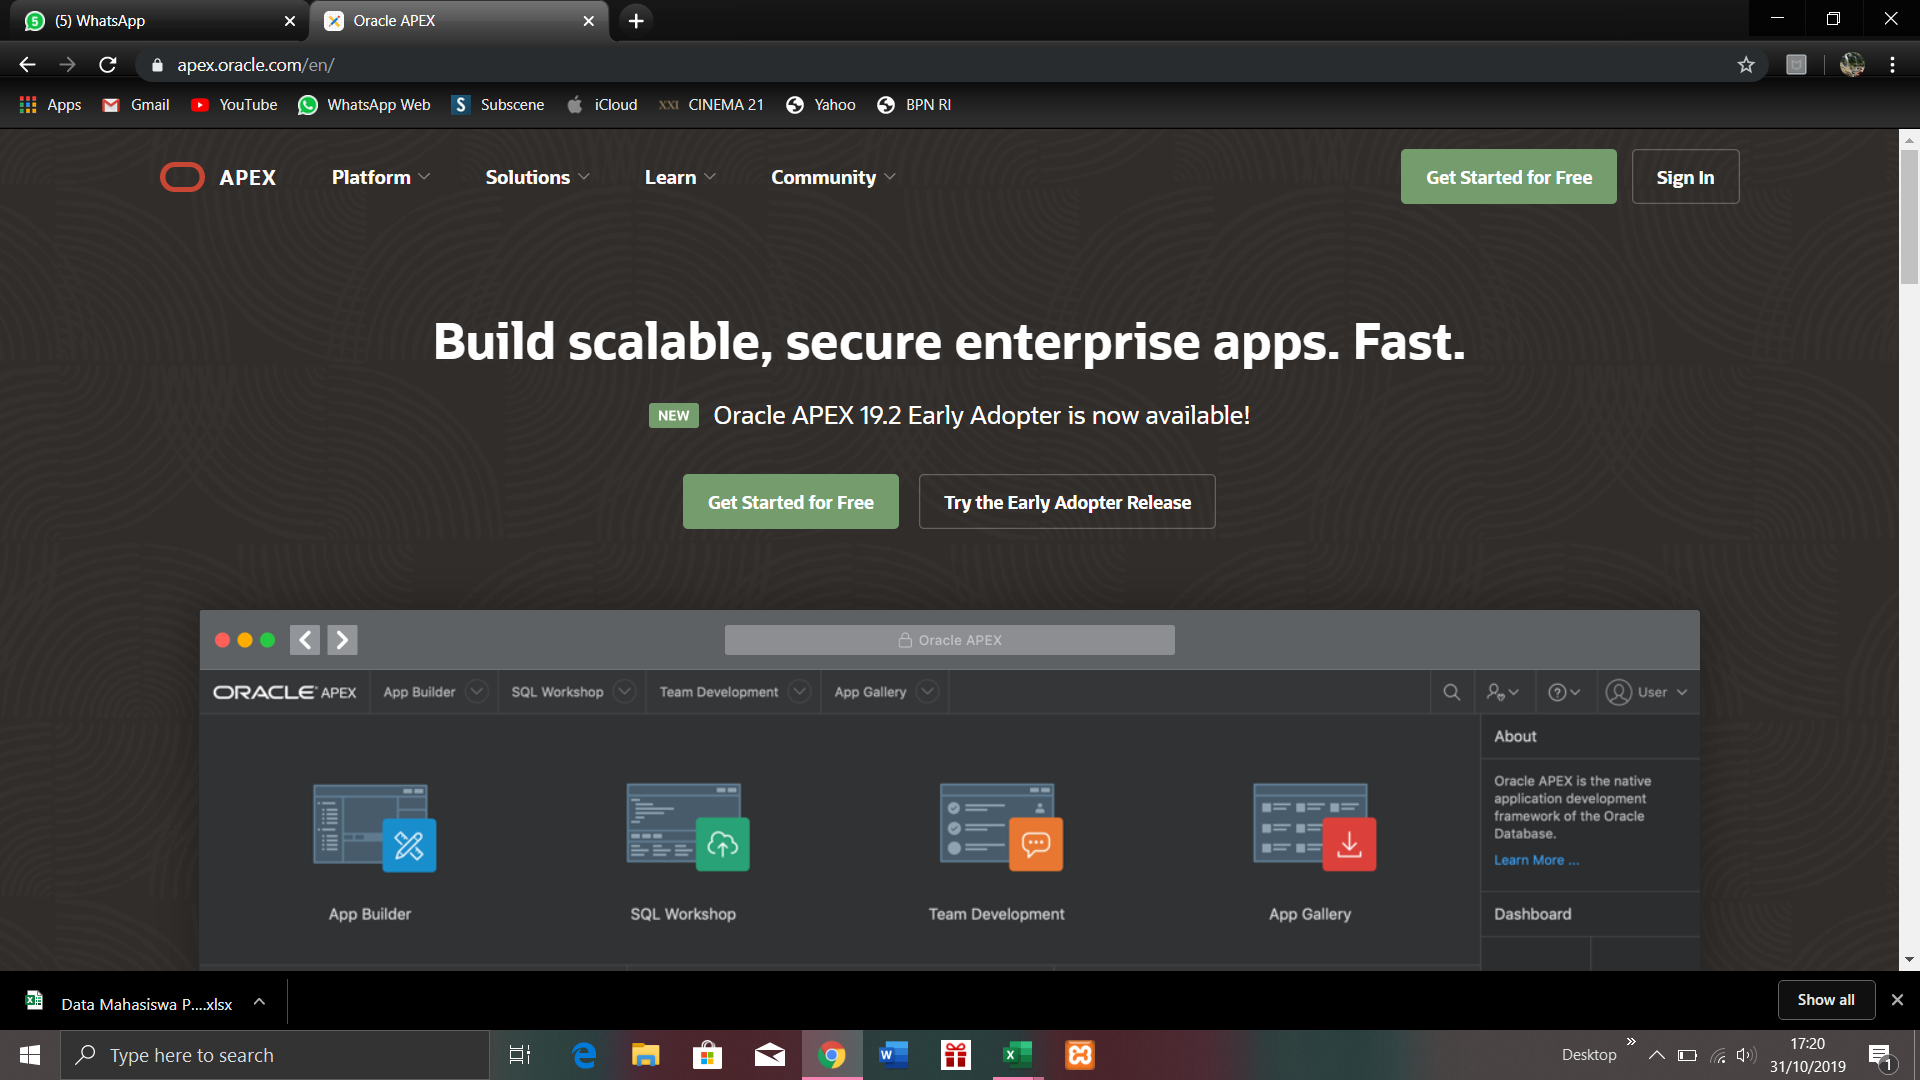 (5) WhatsApp
Oracle APEX
apex.oracle.com/en/
Apps
Gmail
YouTube
WhatsApp Web
Subscene
iCloud
XXI CINEMA 21
Yahoo
BPN RI
APEX
Platform
Solutions
Learn
Community
Get Started for Free
Sign In
Build scalable, secure enterprise apps. Fast.
NEW Oracle APEX 19.2 Early Adopter is now available!
Get Started for Free
Try the Early Adopter Release
Oracle APEX
ORACLE APEX
App Builder
SQL Workshop
Team Development
App Gallery
User
About
Oracle APEX is the native
application development
framework of the Oracle
Database.
Learn More ...
App Builder
SQL Workshop
Team Development
App Gallery
Dashboard
Data Mahasiswa P....xlsx
Show all
Type here to search
Desktop
17:20
31/10/2019
1